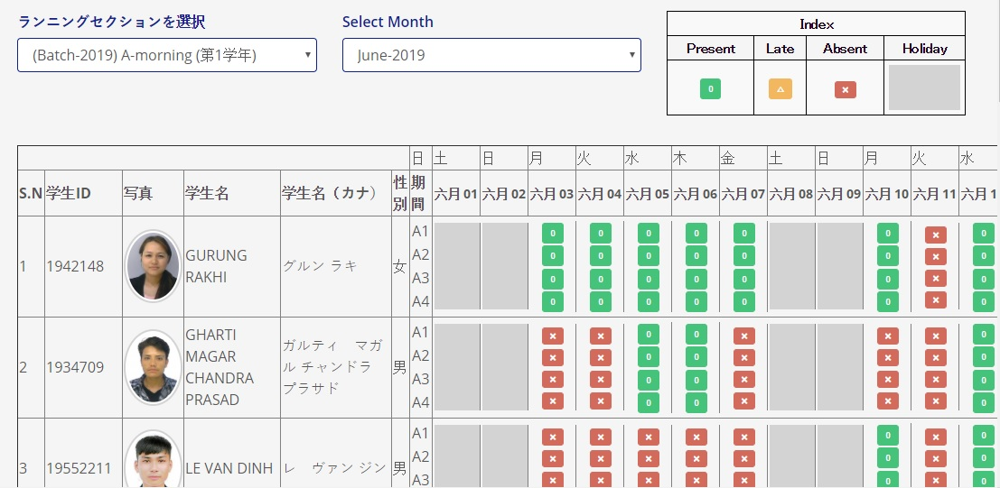 ランニングセクションを選択
(Batch-2019) A-morning (第1学年)
Select Month
June-2019
Index
Present Late Absent Holiday
日 土 日 月 火 水 木 金 土 日 月 火 水
S.N 学生ID 写真 学生名 学生名（カナ） 性別 期間 六月 01 六月 02 六月 03 六月 04 六月 05 六月 06 六月 07 六月 08 六月 09 六月 10 六月 11 六月 1
1 1942148 GURUNG RAKHI グルン ラキ 女
A1 0 0 0 0 0 0 × 0
A2 0 0 0 0 0 0 × 0
A3 0 0 0 0 0 0 × 0
A4 0 0 0 0 0 0 × 0
2 1934709 GHARTI MAGAR CHANDRA PRASAD ガルティ　マガル チャンドラ プラサド 男
A1 × × 0 0 × × × 0
A2 × × 0 0 × × × 0
A3 × × 0 0 × × × 0
A4 × × 0 0 × × × 0
3 19552211 LE VAN DINH レ　ヴァン ジン 男
A1 × × × × × 0 × 0
A2 × × × × × 0 × 0
A3 × × × × × 0 × 0